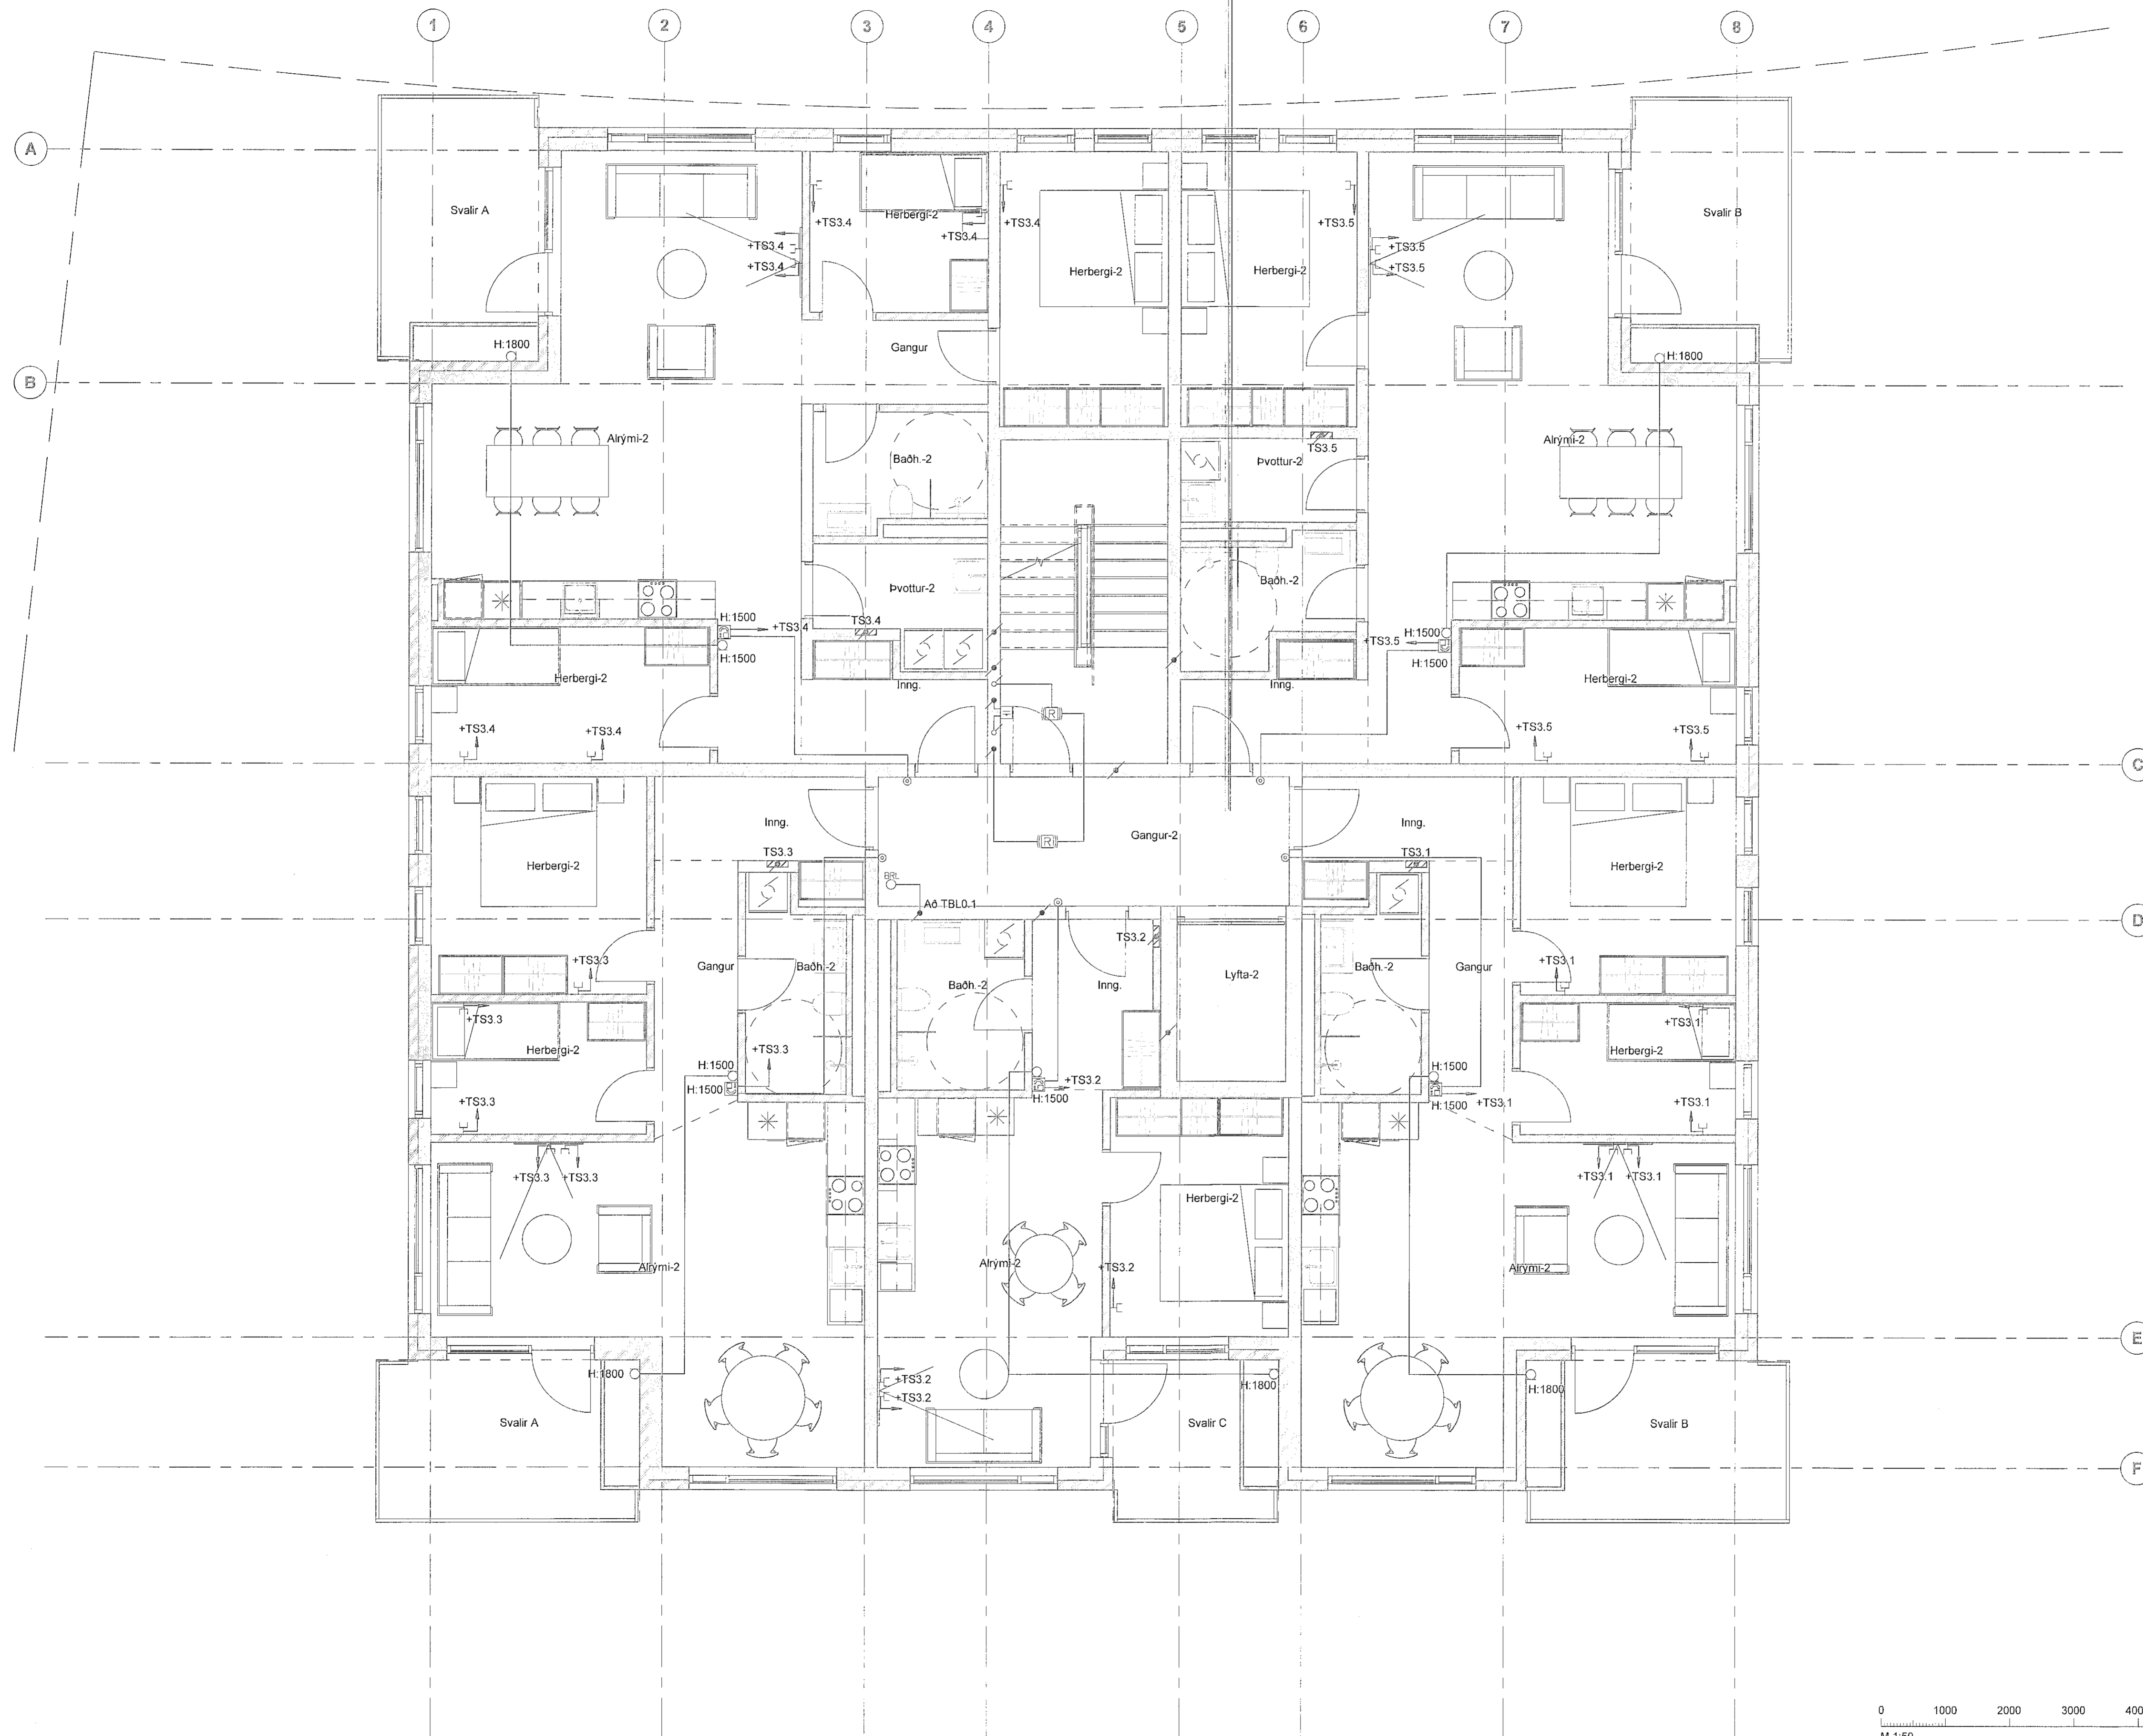 1 2 3 4 5 6 7 8
A
Svalir A
Svalir B
+TS3.4
Herbergi-2
+TS3.4
+TS3.4
+TS3.5
+TS3.4
+TS3.4
+TS3.5
+TS3.5
Herbergi-2
Herbergi-2
H:1800
Gangur
H:1800
B
Alrými-2
Alrými-2
TS3.5
Baðh.-2
Þvottur-2
Þvottur-2
Baðh.-2
H:1500
+TS3.4
H:1500
TS3.4
H:1500
+TS3.5
H:1500
Herbergi-2
Inng.
Inng.
Herbergi-2
R
+TS3.4
+TS3.4
+TS3.5
+TS3.5
C
Inng.
Gangur-2
Inng.
R
TS3.3
TS3.1
Herbergi-2
Herbergi-2
BRL
Að TBL0.1
D
TS3.2
+TS3.3
Gangur
Baðh.-2
Baðh.-2
Inng.
Lyfta-2
Baðh.-2
Gangur
+TS3.1
+TS3.3
Herbergi-2
+TS3.1
Herbergi-2
+TS3.3
H:1500
H:1500
+TS3.2
H:1500
H:1500
H:1500
+TS3.1
+TS3.3
+TS3.1
+TS3.3
+TS3.3
+TS3.1
+TS3.1
Herbergi-2
Alrými-2
Alrými-2
+TS3.2
Alrými-2
E
H:1800
+TS3.2
+TS3.2
H:1800
H:1800
Svalir A
Svalir C
Svalir B
F
0 1000 2000 3000 400
M 1:50